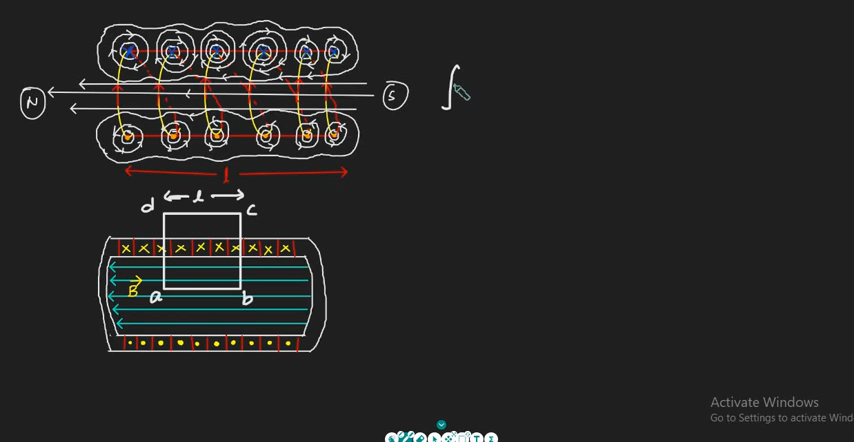 N S
l
d l c
x x x x x x x x x x
B
a b
∫
Activate Windows
Go to Settings to activate Wind